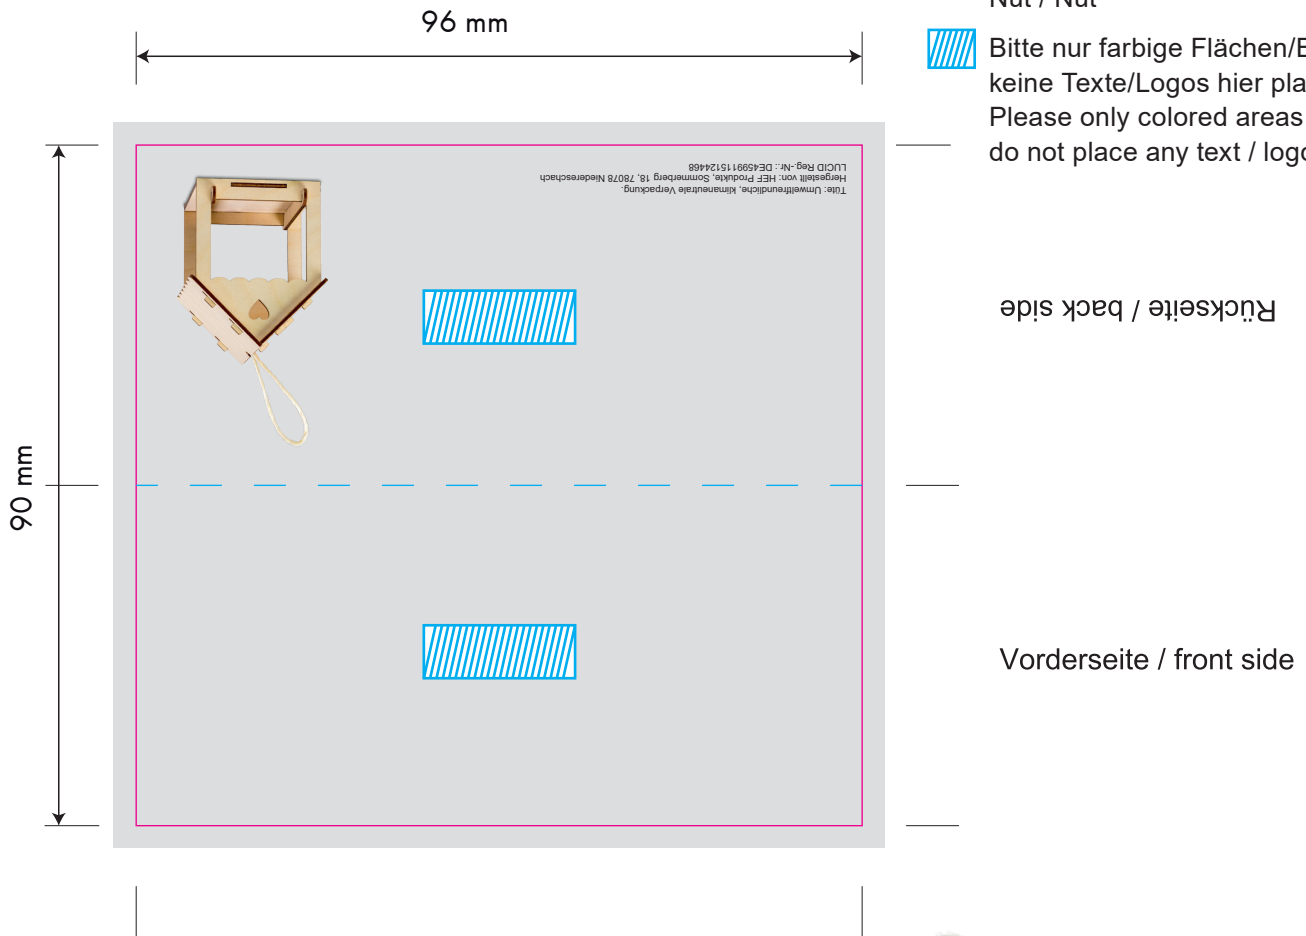 96 mm
Nut / Nut
Bitte nur farbige Flächen/
keine Texte/Logos hier
Please only colored areas
do not place any text /
Tüte: Umweltfreundliche, klimaneutrale Verpackung.
Hergestellt von: HEF Produkte, Sommerberg 18, 78078 Niedereschach
LUCID Reg.-Nr.: DE4599115124468
Rückseite / back side
90 mm
Vorderseite / front side